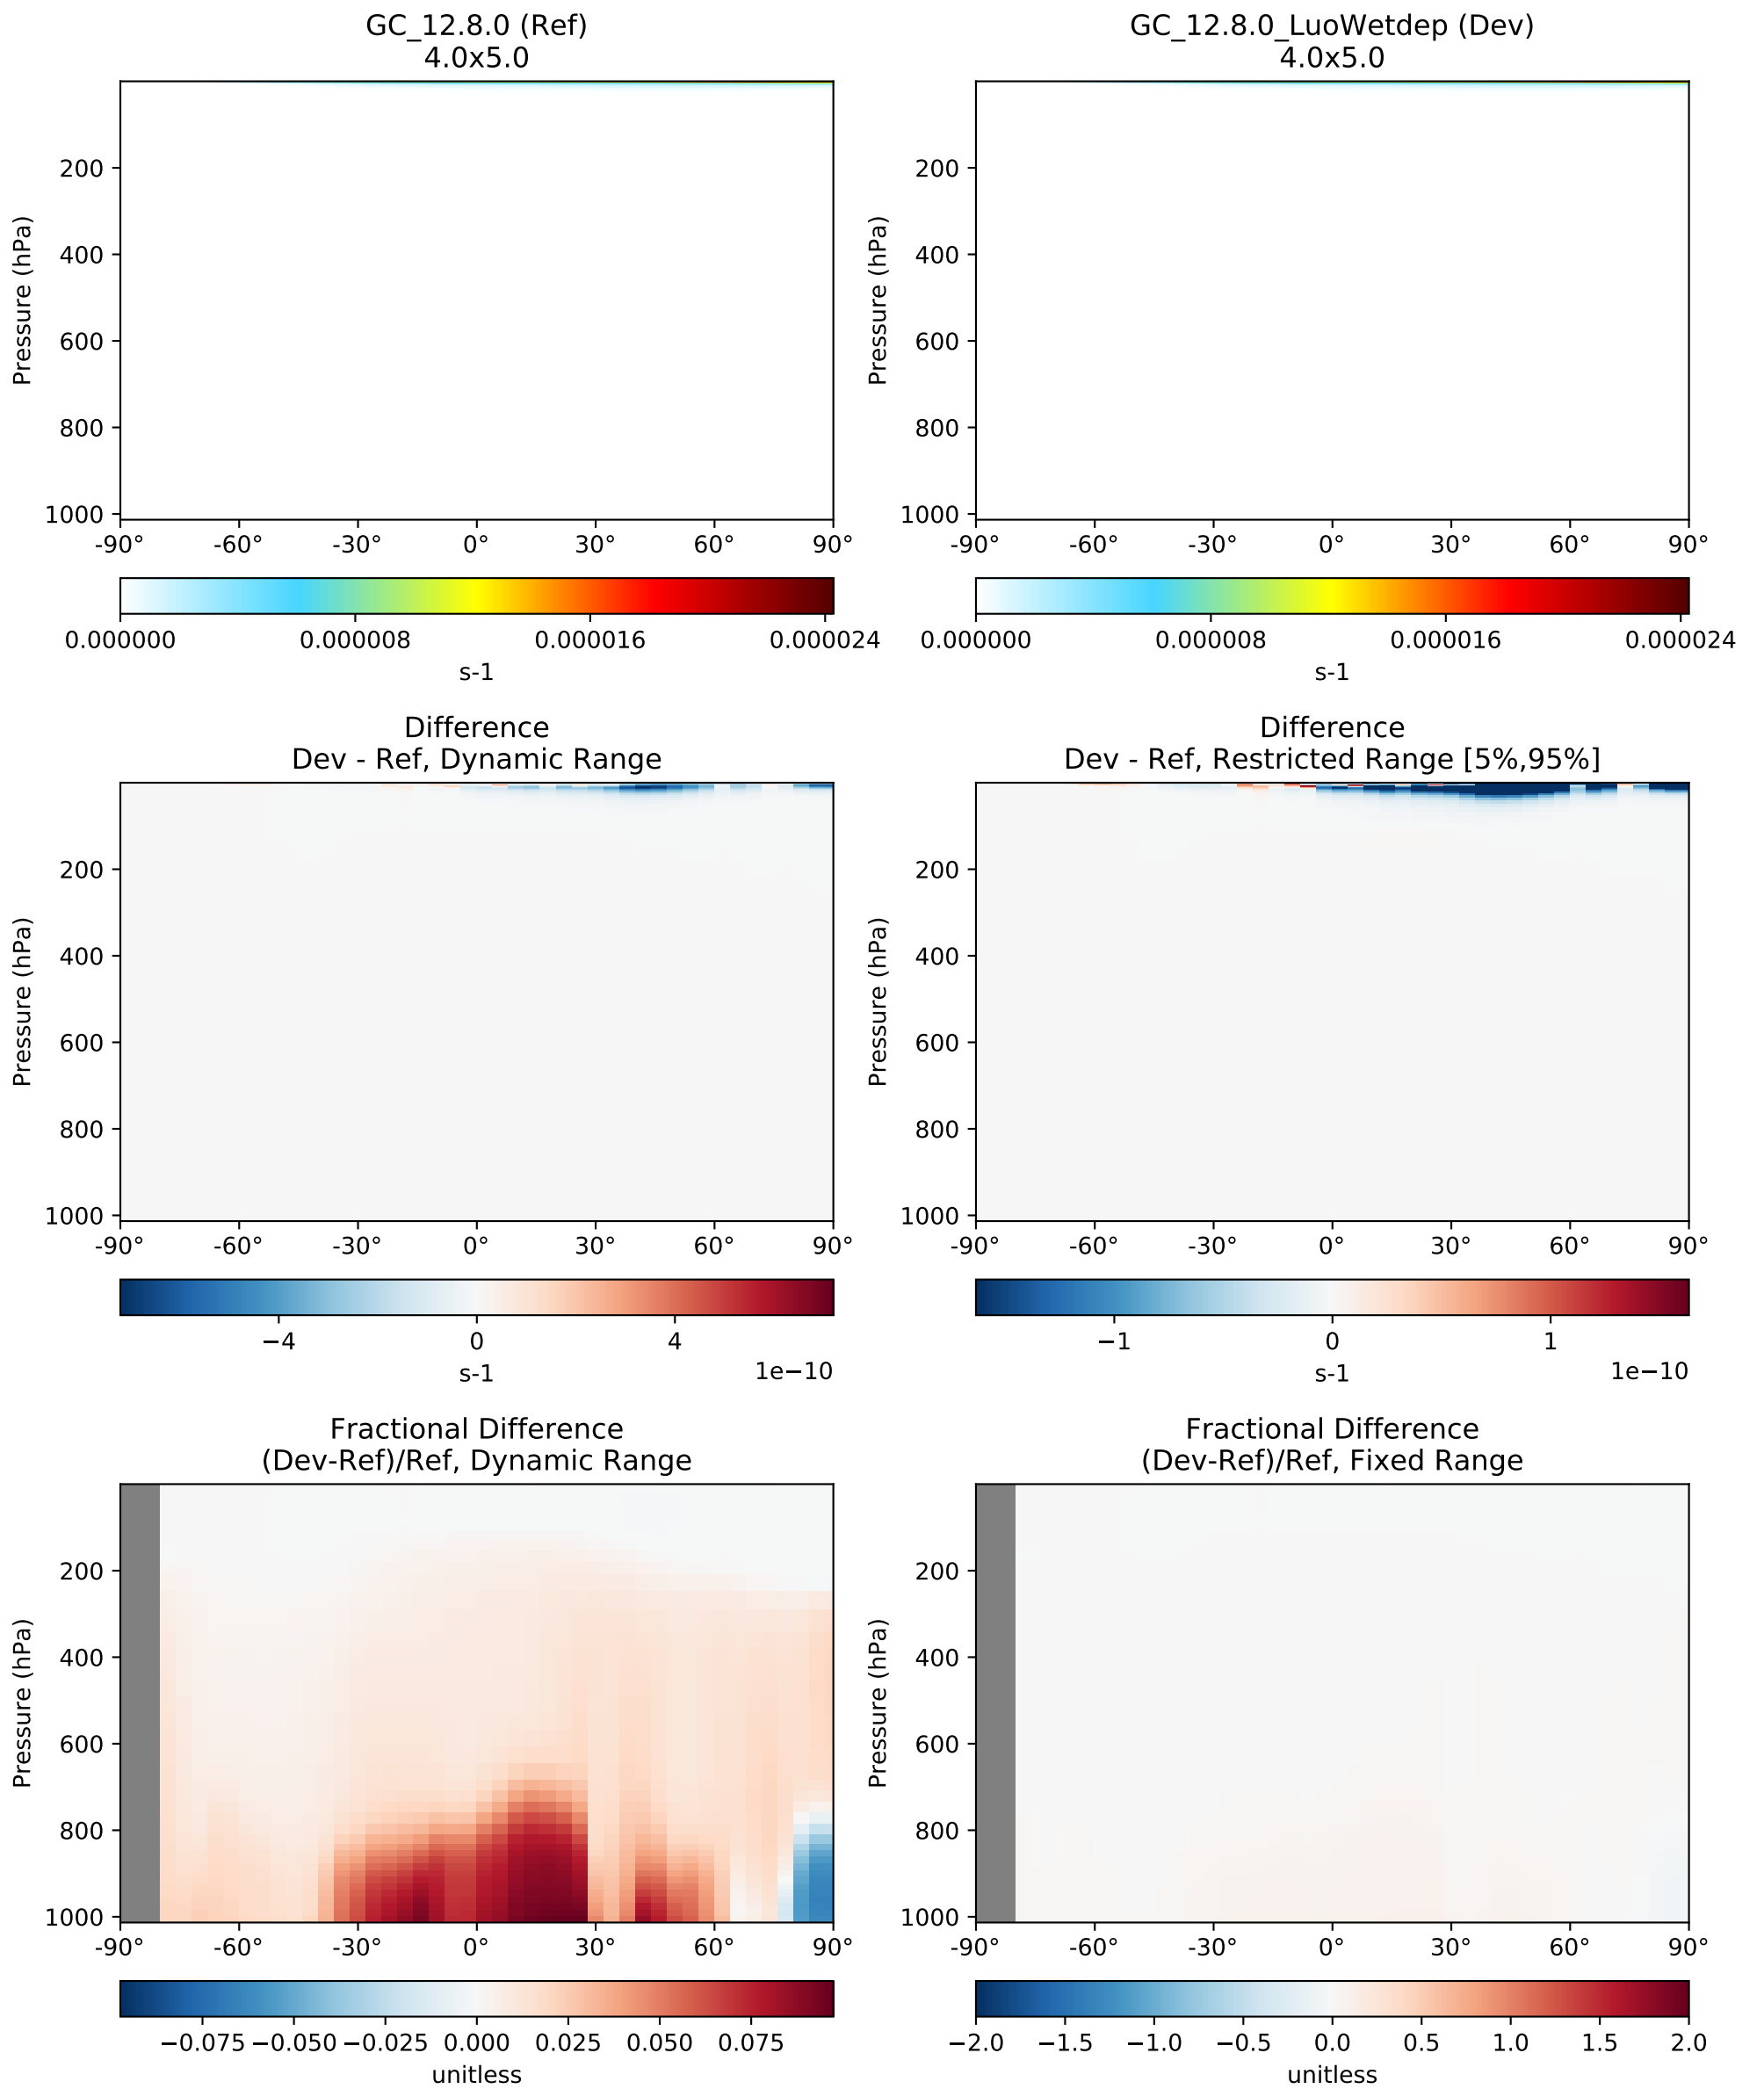 GC_12.8.0 (Ref)
4.0x5.0
GC_12.8.0_LuoWetdep (Dev)
4.0x5.0
Pressure (hPa)
200
400
600
800
1000
-90° -60° -30° 0° 30° 60° 90°
0.000000 0.000008 0.000016 0.000024
s-1
Pressure (hPa)
200
400
600
800
1000
-90° -60° -30° 0° 30° 60° 90°
0.000000 0.000008 0.000016 0.000024
s-1
Difference
Dev - Ref, Dynamic Range
Pressure (hPa)
200
400
600
800
1000
-90° -60° -30° 0° 30° 60° 90°
−4 0 4
s-1
1e−10
Difference
Dev - Ref, Restricted Range [5%,95%]
Pressure (hPa)
200
400
600
800
1000
-90° -60° -30° 0° 30° 60° 90°
−1 0 1
s-1
1e−10
Fractional Difference
(Dev-Ref)/Ref, Dynamic Range
Pressure (hPa)
200
400
600
800
1000
-90° -60° -30° 0° 30° 60° 90°
−0.075 −0.050 −0.025 0.000 0.025 0.050 0.075
unitless
Fractional Difference
(Dev-Ref)/Ref, Fixed Range
Pressure (hPa)
200
400
600
800
1000
-90° -60° -30° 0° 30° 60° 90°
−2.0 −1.5 −1.0 −0.5 0.0 0.5 1.0 1.5 2.0
unitless